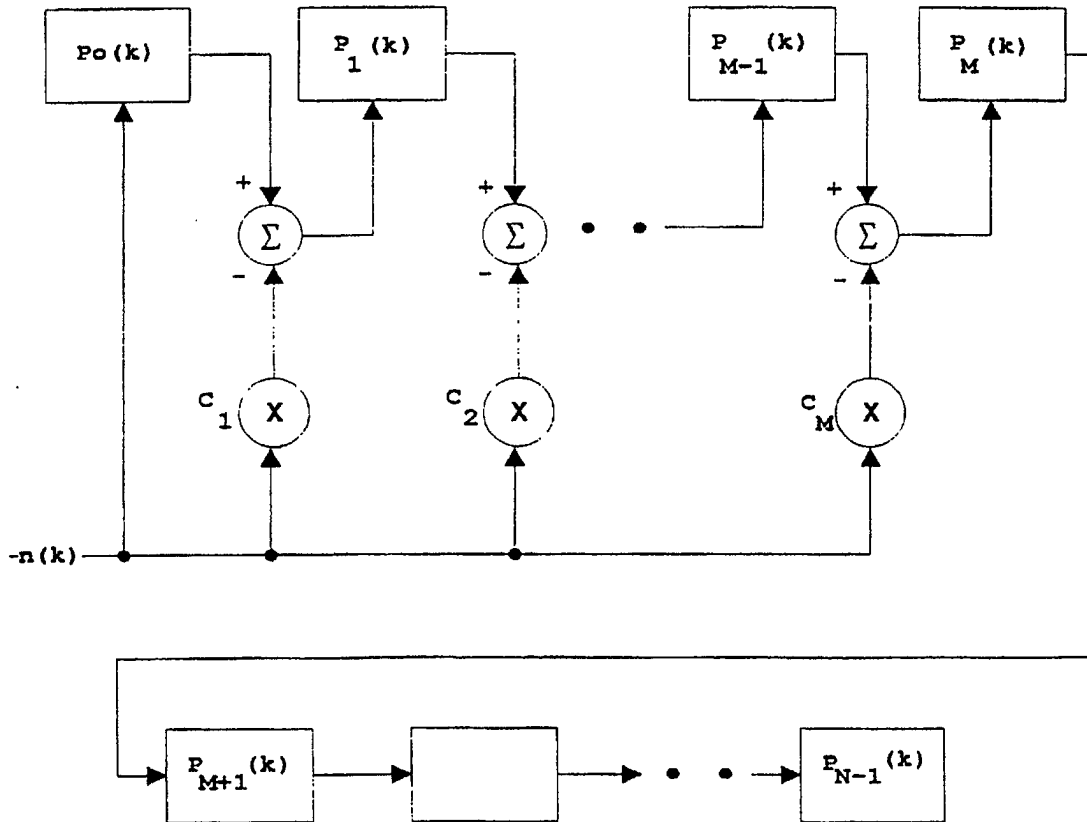 Po(k)
P1(k)
PM-1(k)
PM(k)
+
+
+
Σ
Σ
Σ
-
-
-
C1
X
C2
X
CM
X
-n(k)
PM+1(k)
PN-1(k)